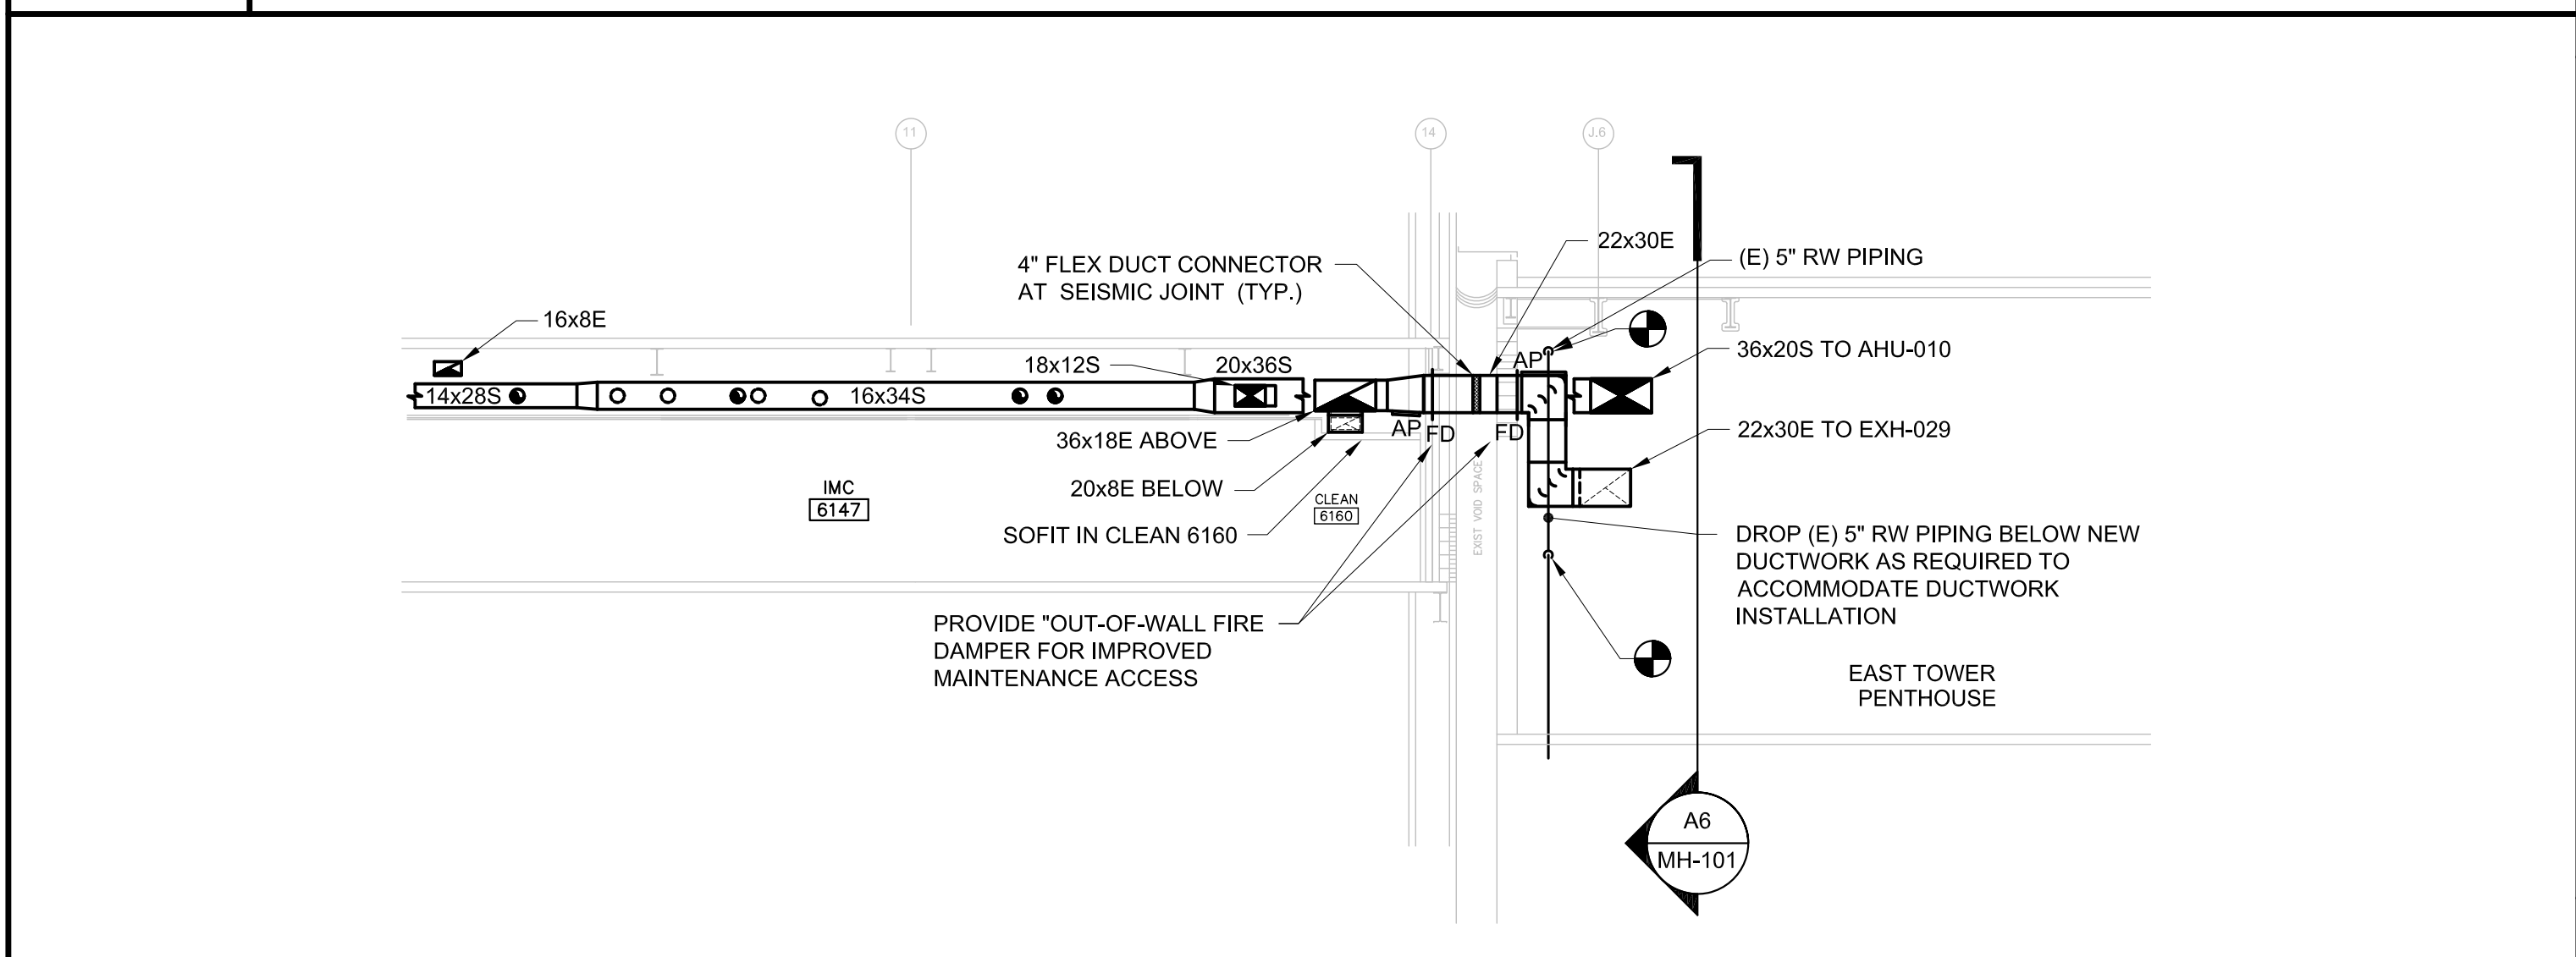 11
14
J.6
22x30E
4" FLEX DUCT CONNECTOR
AT SEISMIC JOINT (TYP.)
(E) 5" RW PIPING
16x8E
18x12S
20x36S
AP
36x20S TO AHU-010
14x28S
16x34S
36x18E ABOVE
AP
FD
FD
22x30E TO EXH-029
20x8E BELOW
IMC
6147
CLEAN
6160
EXIST VOID SPACE
SOFIT IN CLEAN 6160
DROP (E) 5" RW PIPING BELOW NEW
DUCTWORK AS REQUIRED TO
ACCOMMODATE DUCTWORK
INSTALLATION
PROVIDE "OUT-OF-WALL FIRE
DAMPER FOR IMPROVED
MAINTENANCE ACCESS
EAST TOWER
PENTHOUSE
A6
MH-101